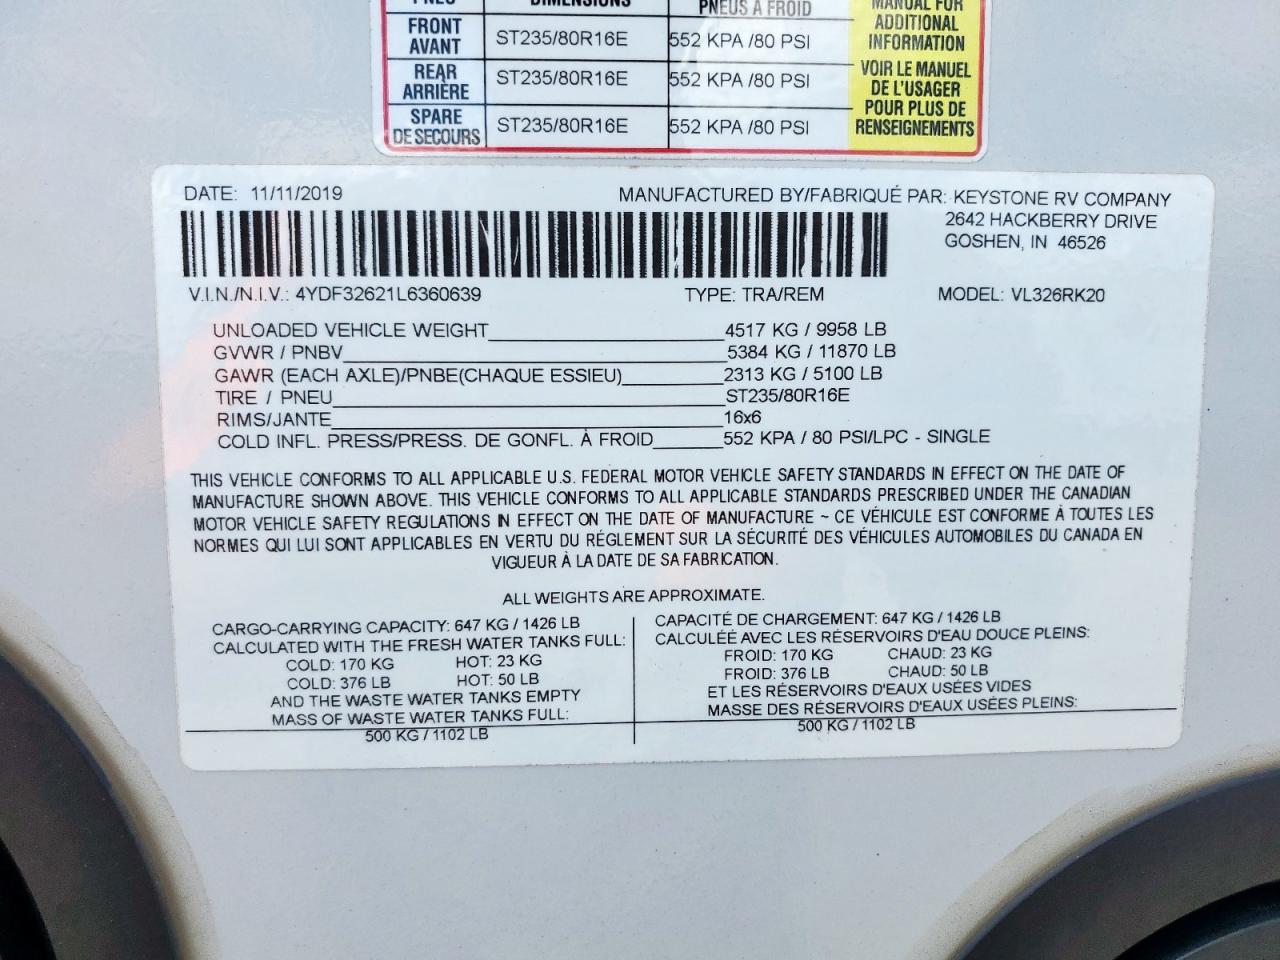 DIMENSIONS
PNEUS À FROID
MANUAL FOR
ADDITIONAL
INFORMATION
FRONT
AVANT
ST235/80R16E
552 KPA /80 PSI
REAR
ARRIÈRE
ST235/80R16E
552 KPA /80 PSI
SPARE
DE SECOURS
ST235/80R16E
552 KPA /80 PSI
VOIR LE MANUEL
DE L'USAGER
POUR PLUS DE
RENSEIGNEMENTS
DATE: 11/11/2019
MANUFACTURED BY/FABRIQUÉ PAR: KEYSTONE RV COMPANY
2642 HACKBERRY DRIVE
GOSHEN, IN 46526
V.I.N./N.I.V.: 4YDF32621L6360639 TYPE: TRA/REM MODEL: VL326RK20
UNLOADED VEHICLE WEIGHT 4517 KG / 9958 LB
GVWR / PNBV 5384 KG / 11870 LB
GAWR (EACH AXLE)/PNBE(CHAQUE ESSIEU) 2313 KG / 5100 LB
TIRE / PNEU ST235/80R16E
RIMS/JANTE 16x6
COLD INFL. PRESS/PRESS. DE GONFL. À FROID 552 KPA / 80 PSI/LPC - SINGLE
THIS VEHICLE CONFORMS TO ALL APPLICABLE U.S. FEDERAL MOTOR VEHICLE SAFETY STANDARDS IN EFFECT ON THE DATE OF
MANUFACTURE SHOWN ABOVE. THIS VEHICLE CONFORMS TO ALL APPLICABLE STANDARDS PRESCRIBED UNDER THE CANADIAN
MOTOR VEHICLE SAFETY REGULATIONS IN EFFECT ON THE DATE OF MANUFACTURE ~ CE VÉHICULE EST CONFORME À TOUTES LES
NORMES QUI LUI SONT APPLICABLES EN VERTU DU RÉGLEMENT SUR LA SÉCURITÉ DES VÉHICULES AUTOMOBILES DU CANADA EN
VIGUEUR À LA DATE DE SA FABRICATION.
ALL WEIGHTS ARE APPROXIMATE.
CARGO-CARRYING CAPACITY: 647 KG / 1426 LB
CALCULATED WITH THE FRESH WATER TANKS FULL:
COLD: 170 KG HOT: 23 KG
COLD: 376 LB HOT: 50 LB
AND THE WASTE WATER TANKS EMPTY
MASS OF WASTE WATER TANKS FULL:
500 KG / 1102 LB
CAPACITÉ DE CHARGEMENT: 647 KG / 1426 LB
CALCULÉE AVEC LES RÉSERVOIRS D'EAU DOUCE PLEINS:
FROID: 170 KG CHAUD: 23 KG
FROID: 376 LB CHAUD: 50 LB
ET LES RÉSERVOIRS D'EAUX USÉES VIDES
MASSE DES RÉSERVOIRS D'EAUX USÉES PLEINS:
500 KG / 1102 LB